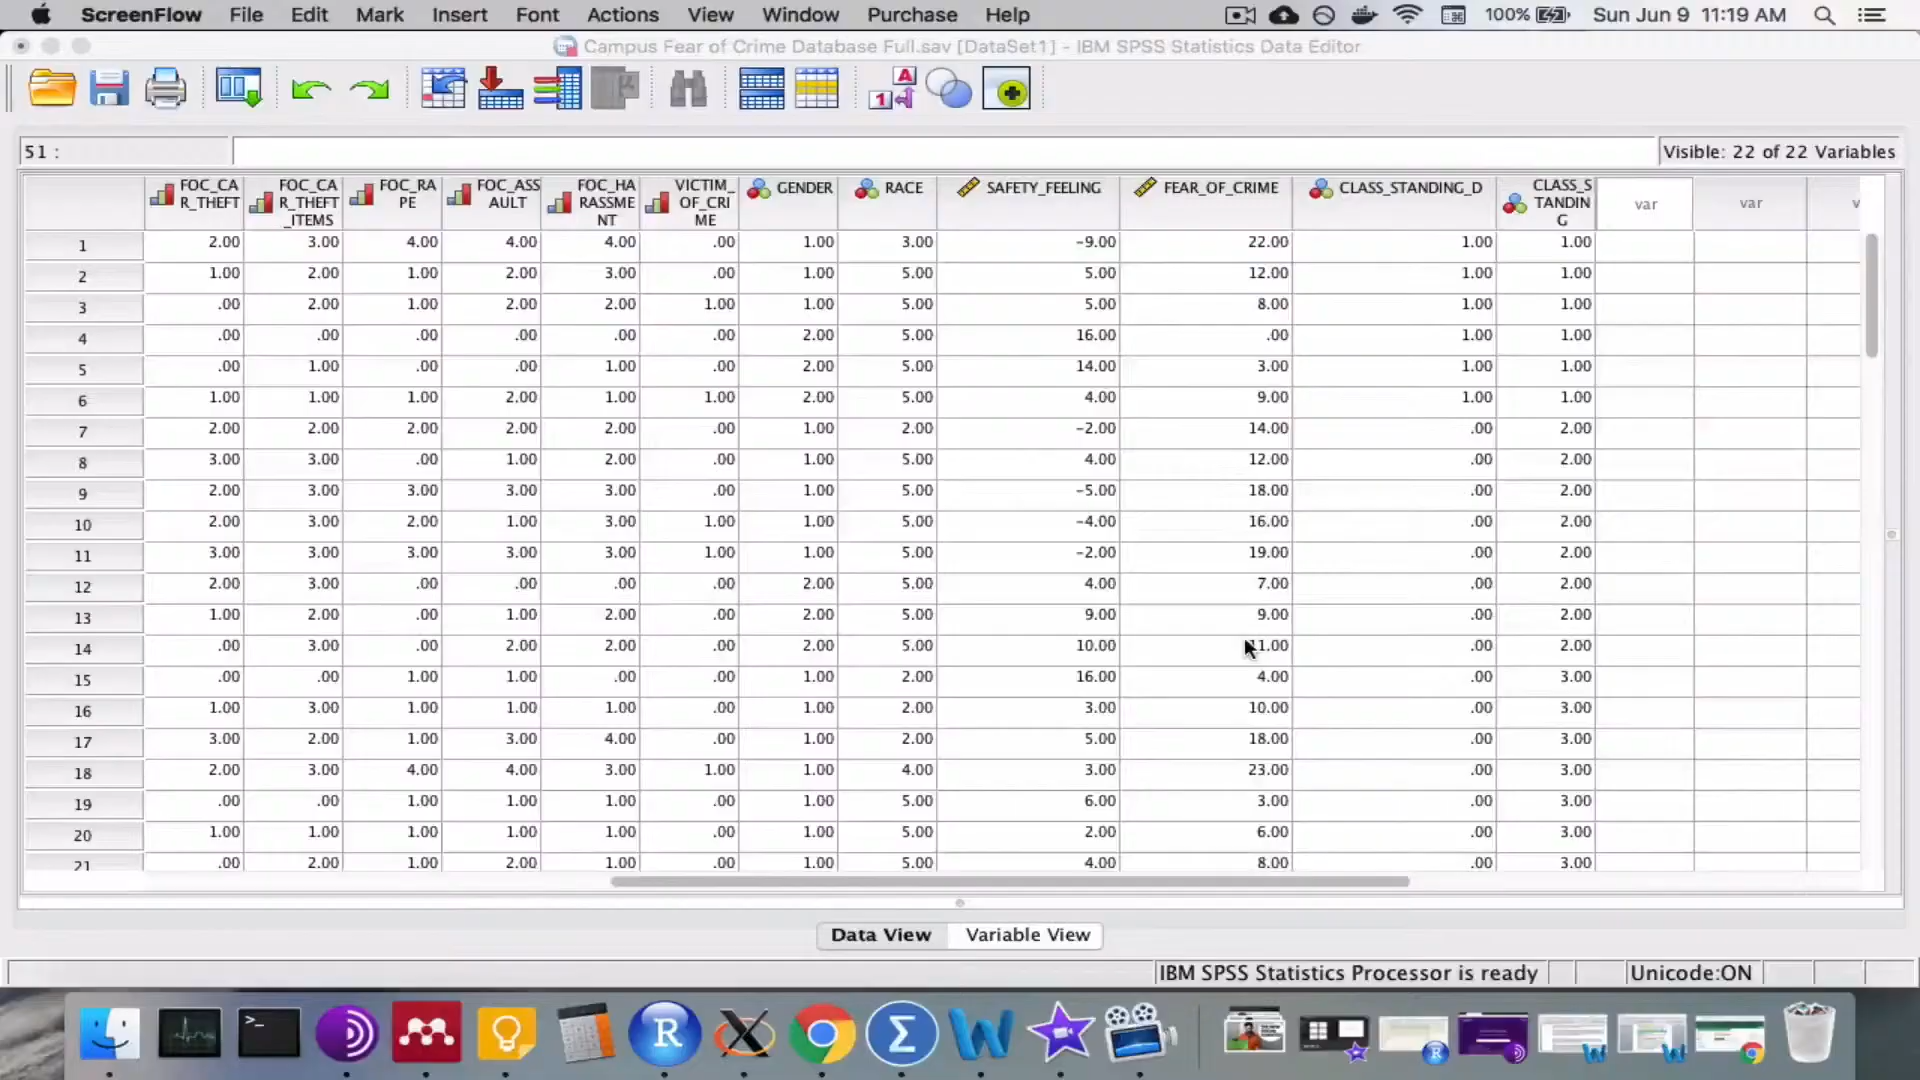 ScreenFlow File Edit Mark Insert Font Actions View Window Purchase Help 100% Sun Jun 9 11:19 AM
Campus Fear of Crime Database Full.sav [DataSet1] - IBM SPSS Statistics Data Editor
A
1
51 : Visible: 22 of 22 Variables
FOC_CAR_THEFT FOC_CAR_THEFT_ITEMS FOC_RAPE FOC_ASSAULT FOC_HARASSMENT VICTIM_OF_CRIME GENDER RACE SAFETY_FEELING FEAR_OF_CRIME CLASS_STANDING_D CLASS_STANDING var var v
1 2.00 3.00 4.00 4.00 4.00 .00 1.00 3.00 -9.00 22.00 1.00 1.00
2 1.00 2.00 1.00 2.00 3.00 .00 1.00 5.00 5.00 12.00 1.00 1.00
3 .00 2.00 1.00 2.00 2.00 1.00 1.00 5.00 5.00 8.00 1.00 1.00
4 .00 .00 .00 .00 .00 .00 2.00 5.00 16.00 .00 1.00 1.00
5 .00 1.00 .00 .00 1.00 .00 2.00 5.00 14.00 3.00 1.00 1.00
6 1.00 1.00 1.00 2.00 1.00 1.00 2.00 5.00 4.00 9.00 1.00 1.00
7 2.00 2.00 2.00 2.00 2.00 .00 1.00 2.00 -2.00 14.00 .00 2.00
8 3.00 3.00 .00 1.00 2.00 .00 1.00 5.00 4.00 12.00 .00 2.00
9 2.00 3.00 3.00 3.00 3.00 .00 1.00 5.00 -5.00 18.00 .00 2.00
10 2.00 3.00 2.00 1.00 3.00 1.00 1.00 5.00 -4.00 16.00 .00 2.00
11 3.00 3.00 3.00 3.00 3.00 1.00 1.00 5.00 -2.00 19.00 .00 2.00
12 2.00 3.00 .00 .00 .00 .00 2.00 5.00 4.00 7.00 .00 2.00
13 1.00 2.00 .00 1.00 2.00 .00 2.00 5.00 9.00 9.00 .00 2.00
14 .00 3.00 .00 2.00 2.00 .00 2.00 5.00 10.00 11.00 .00 2.00
15 .00 .00 1.00 1.00 .00 .00 1.00 2.00 16.00 4.00 .00 3.00
16 1.00 3.00 1.00 1.00 1.00 .00 1.00 2.00 3.00 10.00 .00 3.00
17 3.00 2.00 1.00 3.00 4.00 .00 1.00 2.00 5.00 18.00 .00 3.00
18 2.00 3.00 4.00 4.00 3.00 1.00 1.00 4.00 3.00 23.00 .00 3.00
19 .00 .00 1.00 1.00 1.00 .00 1.00 5.00 6.00 3.00 .00 3.00
20 1.00 1.00 1.00 1.00 1.00 .00 1.00 5.00 2.00 6.00 .00 3.00
21 .00 2.00 1.00 2.00 1.00 .00 1.00 5.00 4.00 8.00 .00 3.00
Data View Variable View
IBM SPSS Statistics Processor is ready Unicode:ON